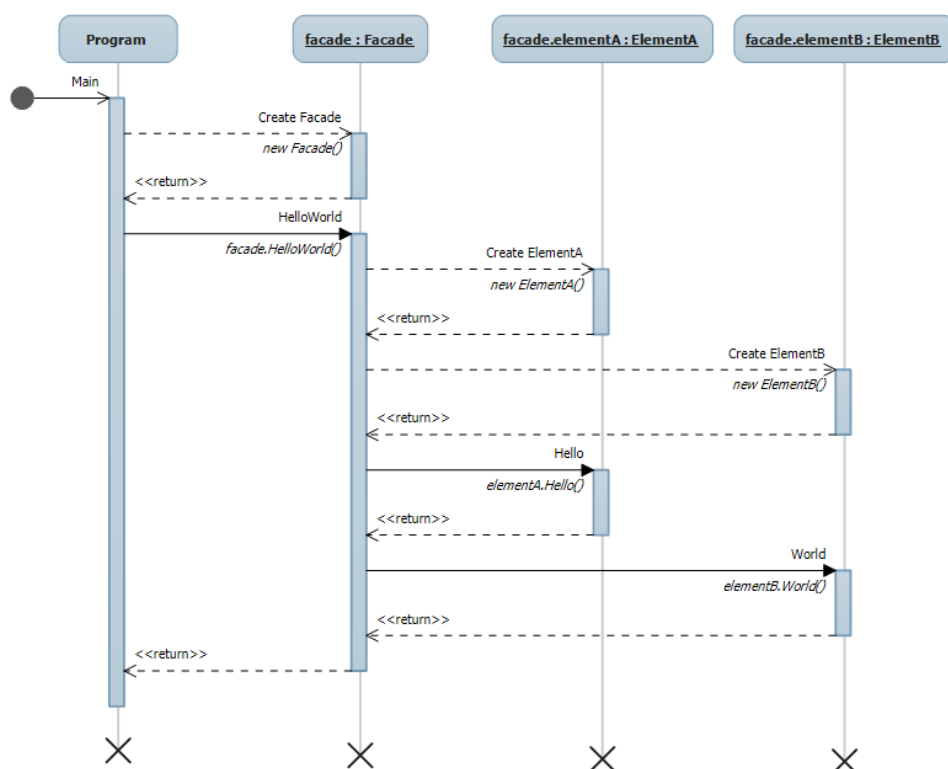 Program
facade : Facade
facade.elementA : ElementA
facade.elementB : ElementB
Main
Create Facade
new Facade()
<<return>>
HelloWorld
facade.HelloWorld()
Create ElementA
new ElementA()
<<return>>
Create ElementB
new ElementB()
<<return>>
Hello
elementA.Hello()
<<return>>
World
elementB.World()
<<return>>
<<return>>